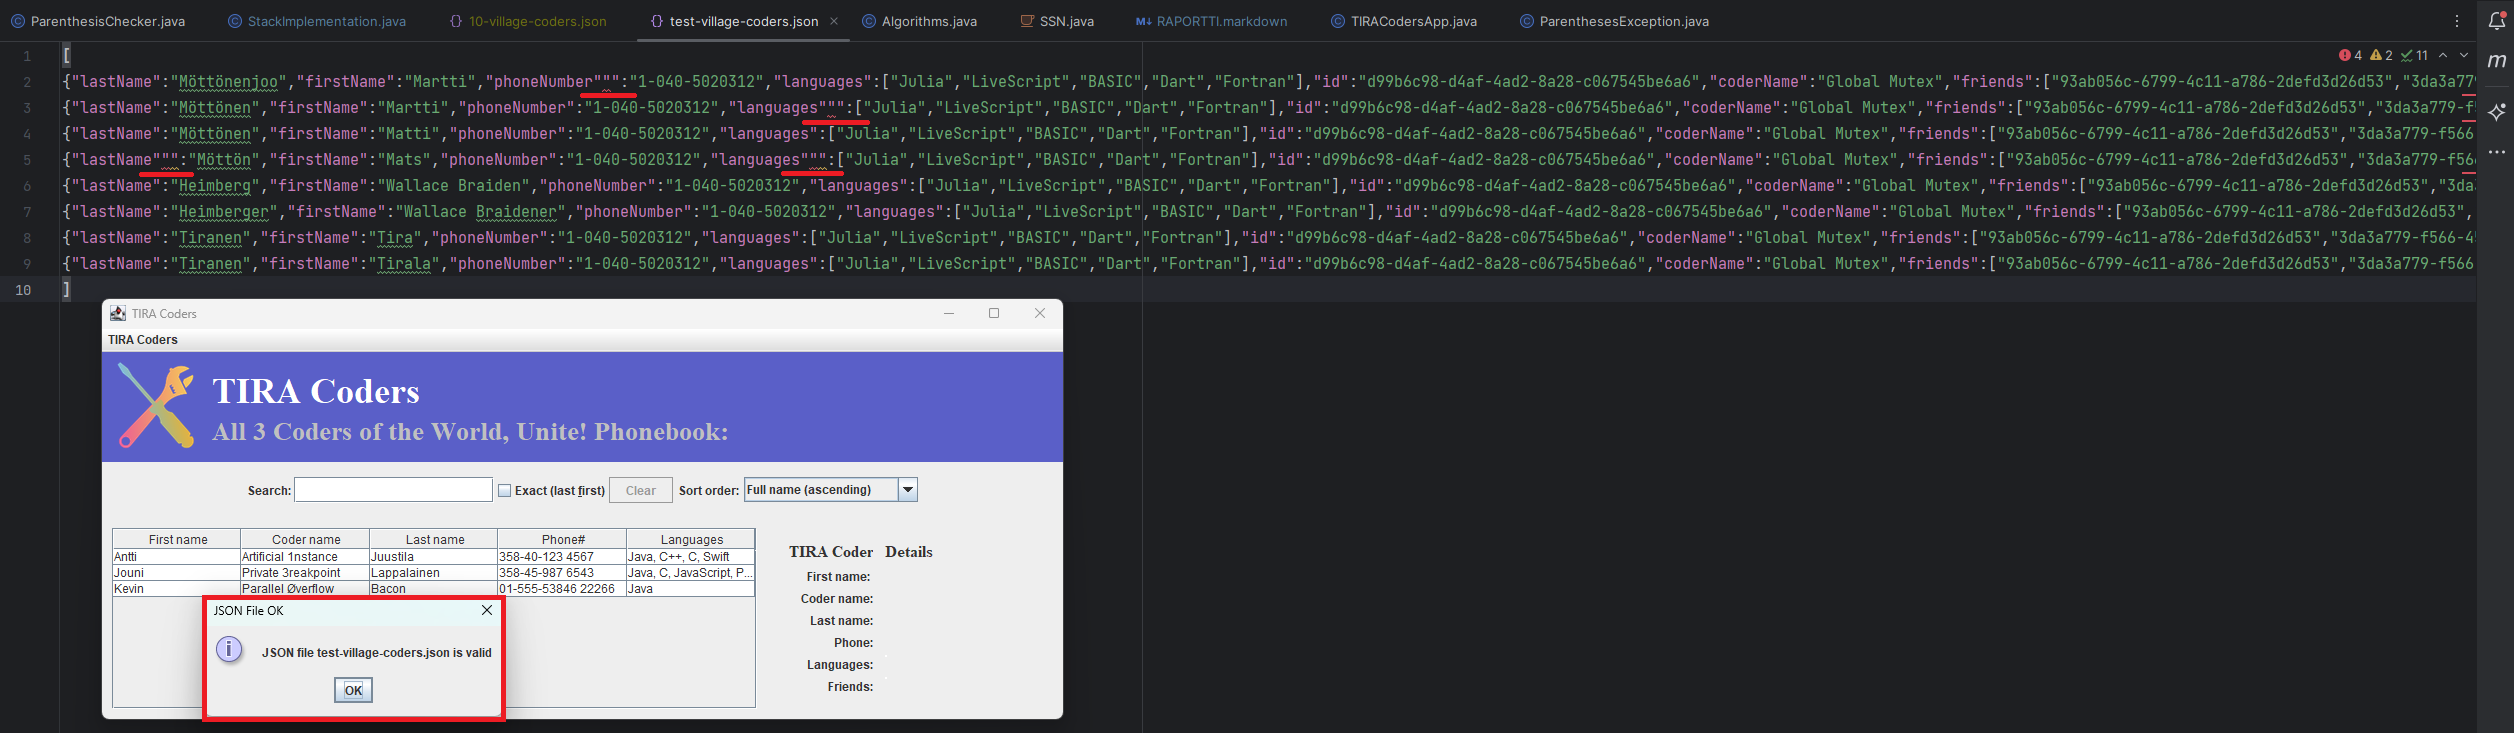 ParenthesisChecker.java StackImplementation.java 10-village-coders.json test-village-coders.json Algorithms.java SSN.java RAPORTTI.markdown TIRACodersApp.java ParenthesesException.java
1 [ 4 2 11
2 {"lastName":"Möttönenjoo","firstName":"Martti","phoneNumber""":"1-040-5020312","languages":["Julia","LiveScript","BASIC","Dart","Fortran"],"id":"d99b6c98-d4af-4ad2-8a28-c067545be6a6","coderName":"Global Mutex","friends":["93ab056c-6799-4c11-a786-2defd3d26d53","3da3a779
3 {"lastName":"Möttönen","firstName":"Martti","phoneNumber":"1-040-5020312","languages""":["Julia","LiveScript","BASIC","Dart","Fortran"],"id":"d99b6c98-d4af-4ad2-8a28-c067545be6a6","coderName":"Global Mutex","friends":["93ab056c-6799-4c11-a786-2defd3d26d53","3da3a779-f5
4 {"lastName":"Möttönen","firstName":"Matti","phoneNumber":"1-040-5020312","languages":["Julia","LiveScript","BASIC","Dart","Fortran"],"id":"d99b6c98-d4af-4ad2-8a28-c067545be6a6","coderName":"Global Mutex","friends":["93ab056c-6799-4c11-a786-2defd3d26d53","3da3a779-f566
5 {"lastName""":"Möttön","firstName":"Mats","phoneNumber":"1-040-5020312","languages""":["Julia","LiveScript","BASIC","Dart","Fortran"],"id":"d99b6c98-d4af-4ad2-8a28-c067545be6a6","coderName":"Global Mutex","friends":["93ab056c-6799-4c11-a786-2defd3d26d53","3da3a779-f56
6 {"lastName":"Heimberg","firstName":"Wallace Braiden","phoneNumber":"1-040-5020312","languages":["Julia","LiveScript","BASIC","Dart","Fortran"],"id":"d99b6c98-d4af-4ad2-8a28-c067545be6a6","coderName":"Global Mutex","friends":["93ab056c-6799-4c11-a786-2defd3d26d53","3da
7 {"lastName":"Heimberger","firstName":"Wallace Braidener","phoneNumber":"1-040-5020312","languages":["Julia","LiveScript","BASIC","Dart","Fortran"],"id":"d99b6c98-d4af-4ad2-8a28-c067545be6a6","coderName":"Global Mutex","friends":["93ab056c-6799-4c11-a786-2defd3d26d53",
8 {"lastName":"Tiranen","firstName":"Tira","phoneNumber":"1-040-5020312","languages":["Julia","LiveScript","BASIC","Dart","Fortran"],"id":"d99b6c98-d4af-4ad2-8a28-c067545be6a6","coderName":"Global Mutex","friends":["93ab056c-6799-4c11-a786-2defd3d26d53","3da3a779-f566-45
9 {"lastName":"Tiranen","firstName":"Tirala","phoneNumber":"1-040-5020312","languages":["Julia","LiveScript","BASIC","Dart","Fortran"],"id":"d99b6c98-d4af-4ad2-8a28-c067545be6a6","coderName":"Global Mutex","friends":["93ab056c-6799-4c11-a786-2defd3d26d53","3da3a779-f566
10 ]
TIRA Coders
TIRA Coders
TIRA Coders
All 3 Coders of the World, Unite! Phonebook:
Search: Exact (last first) Clear Sort order: Full name (ascending)
First name Coder name Last name Phone# Languages
Antti Artificial 1nstance Juustila 358-40-123 4567 Java, C++, C, Swift
Jouni Private 3reakpoint Lappalainen 358-45-987 6543 Java, C, JavaScript, P...
Kevin Parallel Øverflow Bacon 01-555-53846 22266 Java
TIRA Coder Details
First name:
Coder name:
Last name:
Phone:
Languages:
Friends:
JSON File OK
JSON file test-village-coders.json is valid
OK